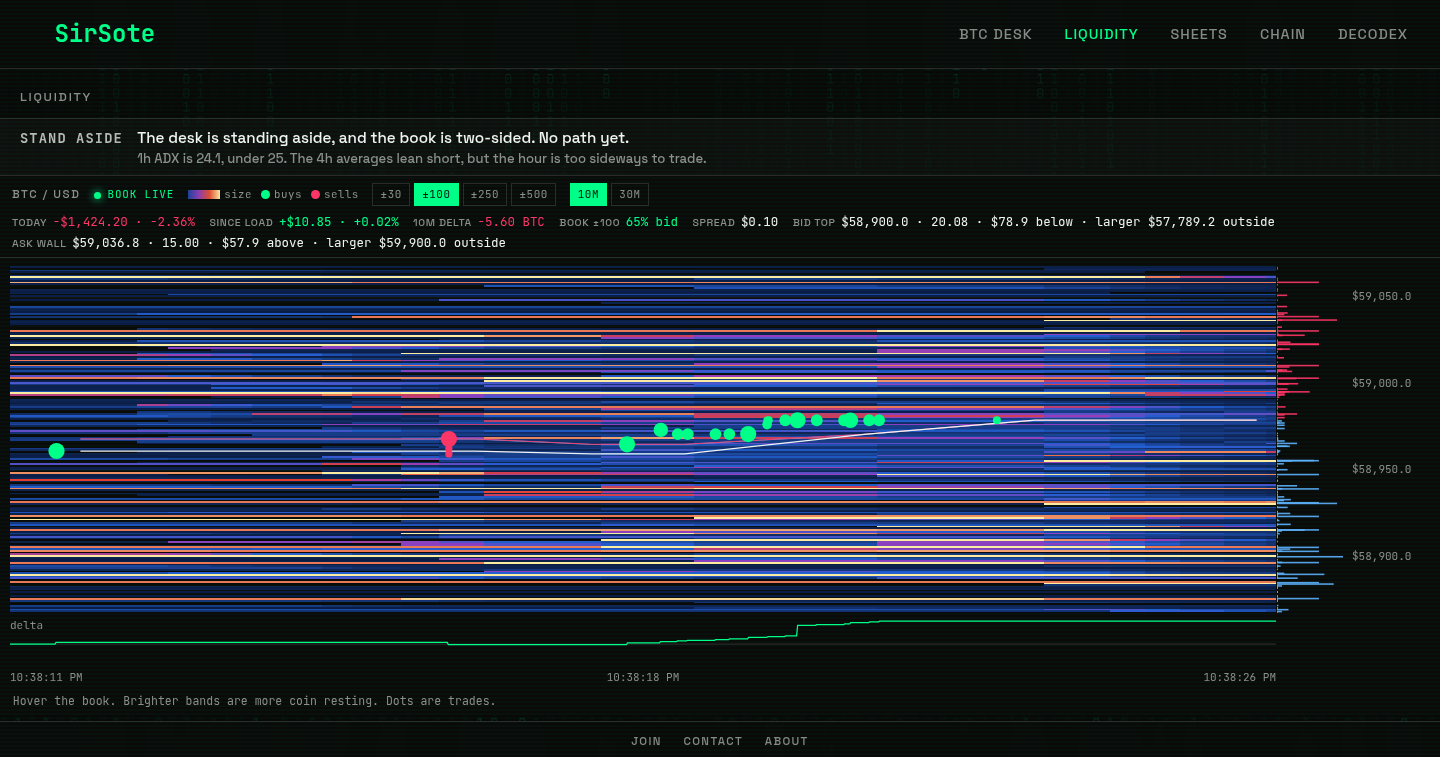 SirSote
BTC DESK LIQUIDITY SHEETS CHAIN DECODEX
LIQUIDITY
STAND ASIDE The desk is standing aside, and the book is two-sided. No path yet.
1h ADX is 24.1, under 25. The 4h averages lean short, but the hour is too sideways to trade.
BTC / USD BOOK LIVE size buys sells ±30 ±100 ±250 ±500 10M 30M
TODAY -$1,424.20 · -2.36% SINCE LOAD +$10.85 · +0.02% 10M DELTA -5.60 BTC BOOK ±100 65% bid SPREAD $0.10 BID TOP $58,900.0 · 20.08 · $78.9 below · larger $57,789.2 outside
ASK WALL $59,036.8 · 15.00 · $57.9 above · larger $59,900.0 outside
$59,050.0
$59,000.0
$58,950.0
$58,900.0
delta
10:38:11 PM 10:38:18 PM 10:38:26 PM
Hover the book. Brighter bands are more coin resting. Dots are trades.
JOIN CONTACT ABOUT